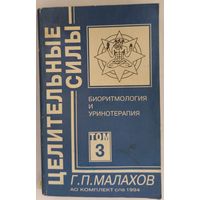 ЦЕЛИТЕЛЬНЫЕ
СИЛЫ
БИОРИТМОЛОГИЯ
И
УРИНОТЕРАПИЯ
ТОМ
3
Г.П.МАЛАХОВ
АО КОМПЛЕКТ СПб 1994